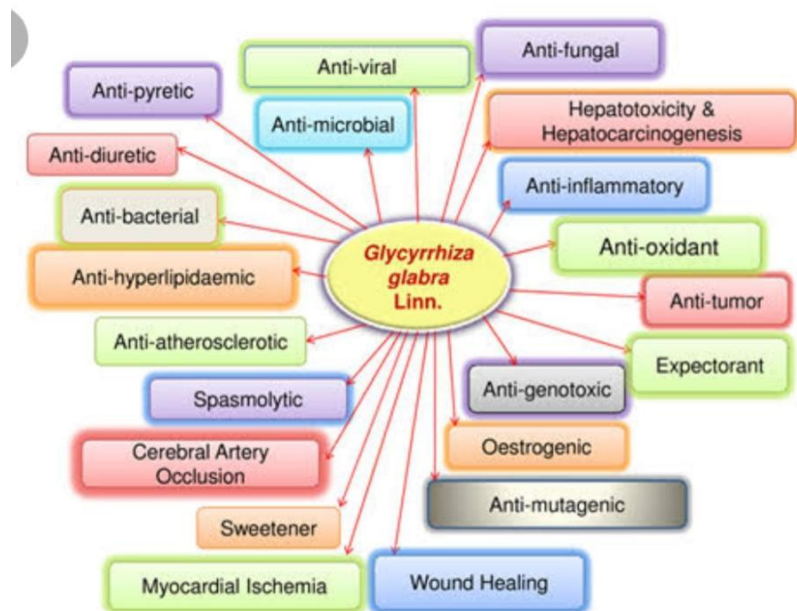 Anti-fungal
Anti-viral
Anti-pyretic
Hepatotoxicity &
Hepatocarcinogenesis
Anti-microbial
Anti-diuretic
Anti-inflammatory
Anti-bacterial
Anti-oxidant
Glycyrrhiza
glabra
Linn.
Anti-hyperlipidaemic
Anti-tumor
Anti-atherosclerotic
Expectorant
Anti-genotoxic
Spasmolytic
Oestrogenic
Cerebral Artery
Occlusion
Anti-mutagenic
Sweetener
Myocardial Ischemia
Wound Healing